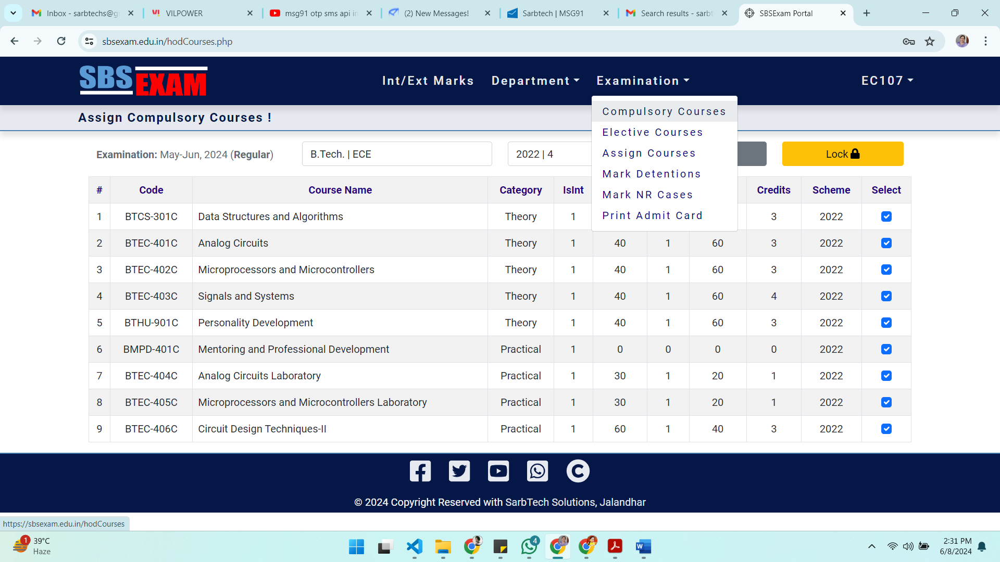 Inbox - sarbtechs@g
VILPOWER
msg91 otp sms api in
(2) New Messages!
Sarbtech | MSG91
Search results - sarbt
SBSExam Portal
sbsexam.edu.in/hodCourses.php
SBS EXAM
Int/Ext Marks
Department
Examination
EC107
Assign Compulsory Courses !
Compulsory Courses
Elective Courses
Assign Courses
Mark Detentions
Mark NR Cases
Print Admit Card
Examination: May-Jun, 2024 (Regular)
B.Tech. | ECE
2022 | 4
Lock
# Code Course Name Category IsInt Credits Scheme Select
1 BTCS-301C Data Structures and Algorithms Theory 1 3 2022
2 BTEC-401C Analog Circuits Theory 1 40 1 60 3 2022
3 BTEC-402C Microprocessors and Microcontrollers Theory 1 40 1 60 3 2022
4 BTEC-403C Signals and Systems Theory 1 40 1 60 4 2022
5 BTHU-901C Personality Development Theory 1 40 1 60 3 2022
6 BMPD-401C Mentoring and Professional Development Practical 1 0 0 0 0 2022
7 BTEC-404C Analog Circuits Laboratory Practical 1 30 1 20 1 2022
8 BTEC-405C Microprocessors and Microcontrollers Laboratory Practical 1 30 1 20 1 2022
9 BTEC-406C Circuit Design Techniques-II Practical 1 60 1 40 3 2022
© 2024 Copyright Reserved with SarbTech Solutions, Jalandhar
https://sbsexam.edu.in/hodCourses
1
39°C
Haze
4
2:31 PM
6/8/2024